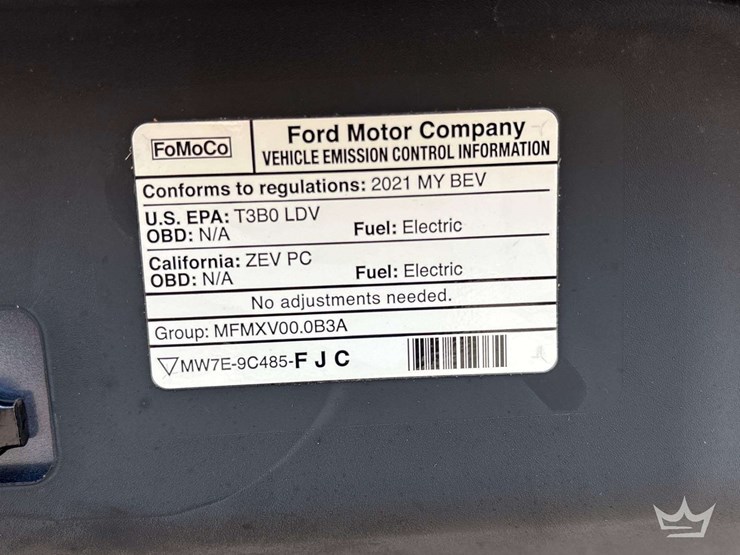 FoMoCo
Ford Motor Company
VEHICLE EMISSION CONTROL INFORMATION
Conforms to regulations: 2021 MY BEV
U.S. EPA: T3B0 LDV
OBD: N/A Fuel: Electric
California: ZEV PC
OBD: N/A Fuel: Electric
No adjustments needed.
Group: MFMXV00.0B3A
MW7E-9C485-F J C